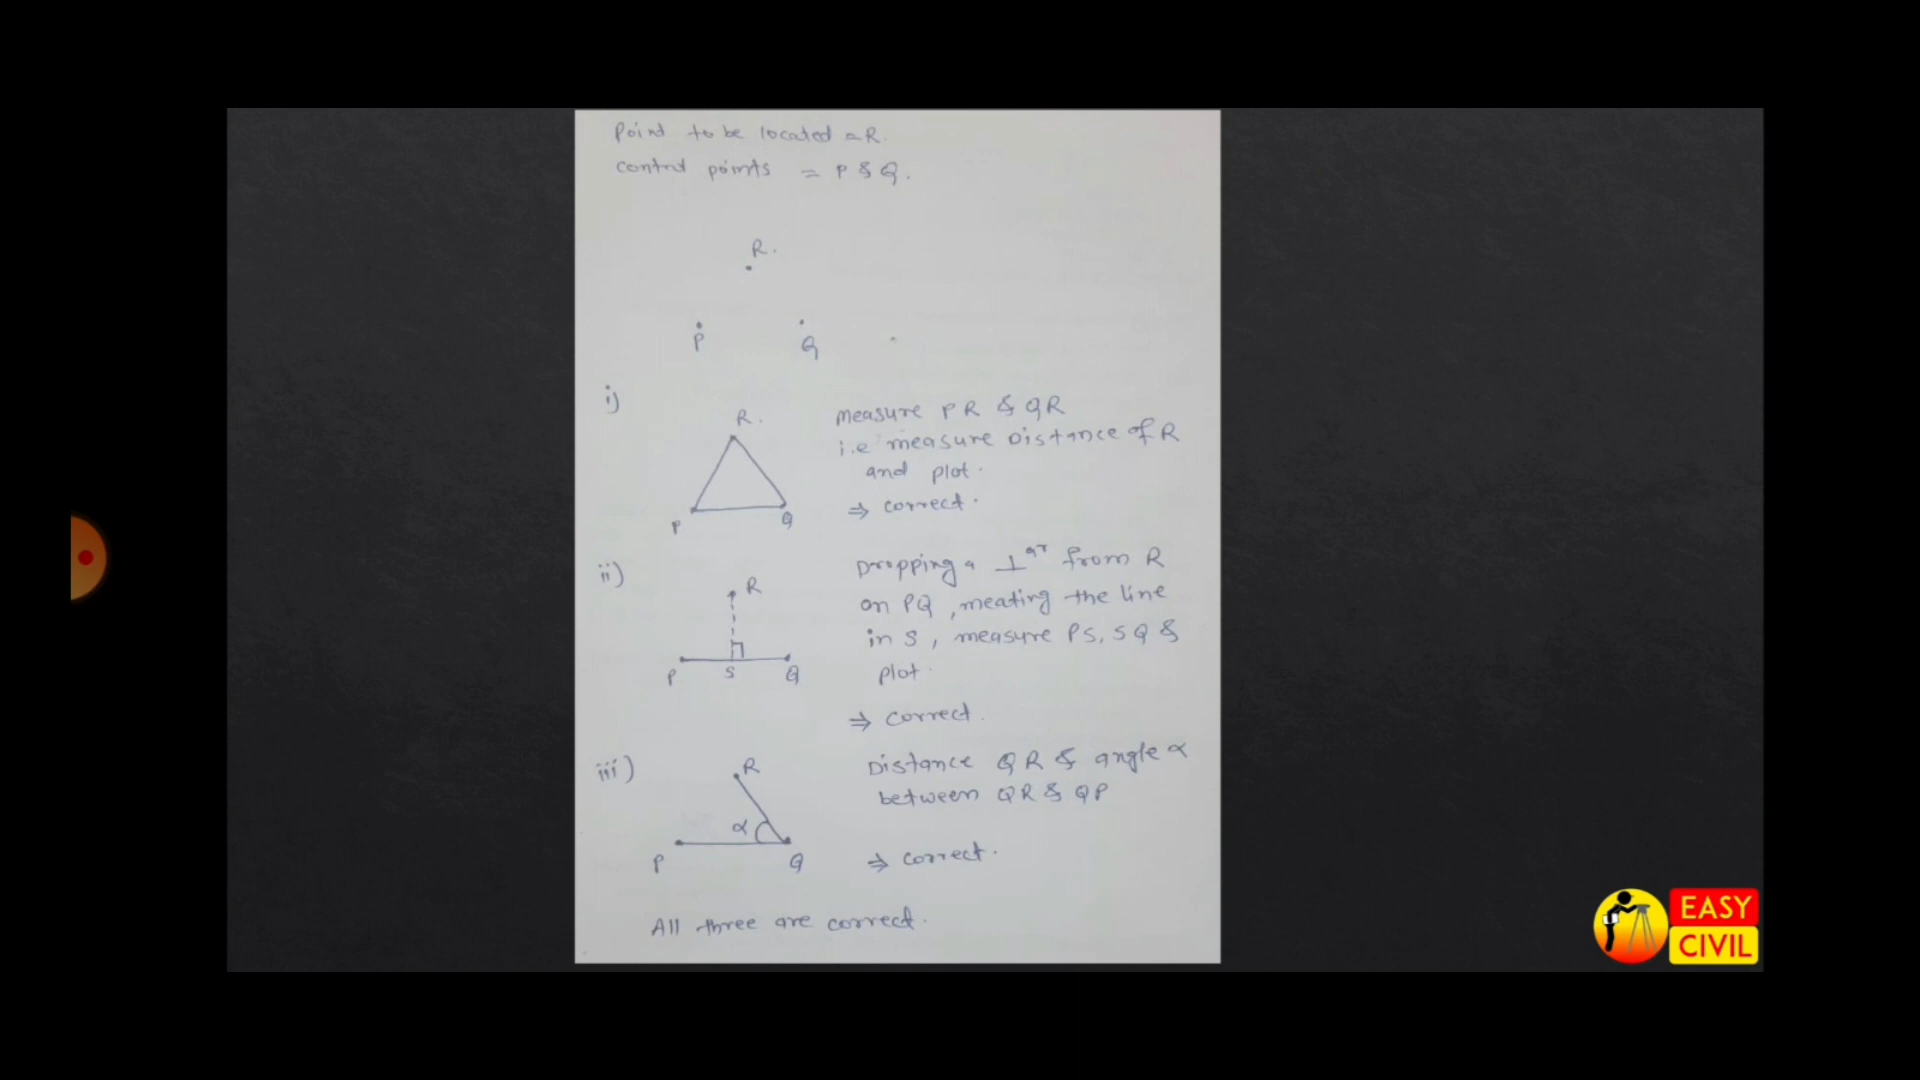 Point to be located = R.
control points = P & Q.
R.
P
Q
i)
R.
measure PR & QR
i.e measure Distance of R
and plot.
⇒ correct.
P
Q
ii)
Dropping a ⊥ar from R
R
on PQ, meating the line
in S, measure PS, SQ &
P
S
Q
plot.
⇒ correct.
iii)
R
Distance QR & angle α
between QR & QP
α
P
Q
⇒ correct.
All three are correct.
EASY
CIVIL